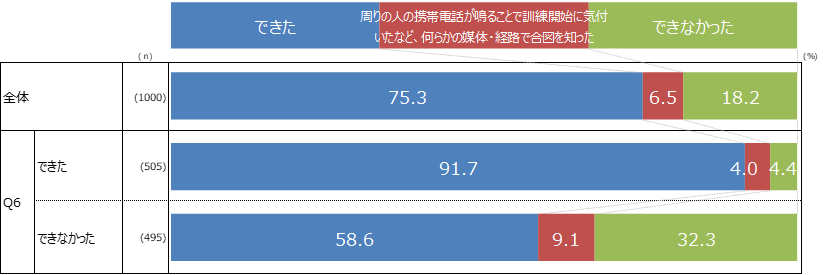 できた
周りの人の携帯電話が鳴ることで訓練開始に気付
いたなど、何らかの媒体・経路で合図を知った
できなかった
(n)
(%)
全体
(1000)
75.3
6.5
18.2
Q6
できた
(505)
91.7
4.0
4.4
できなかった
(495)
58.6
9.1
32.3